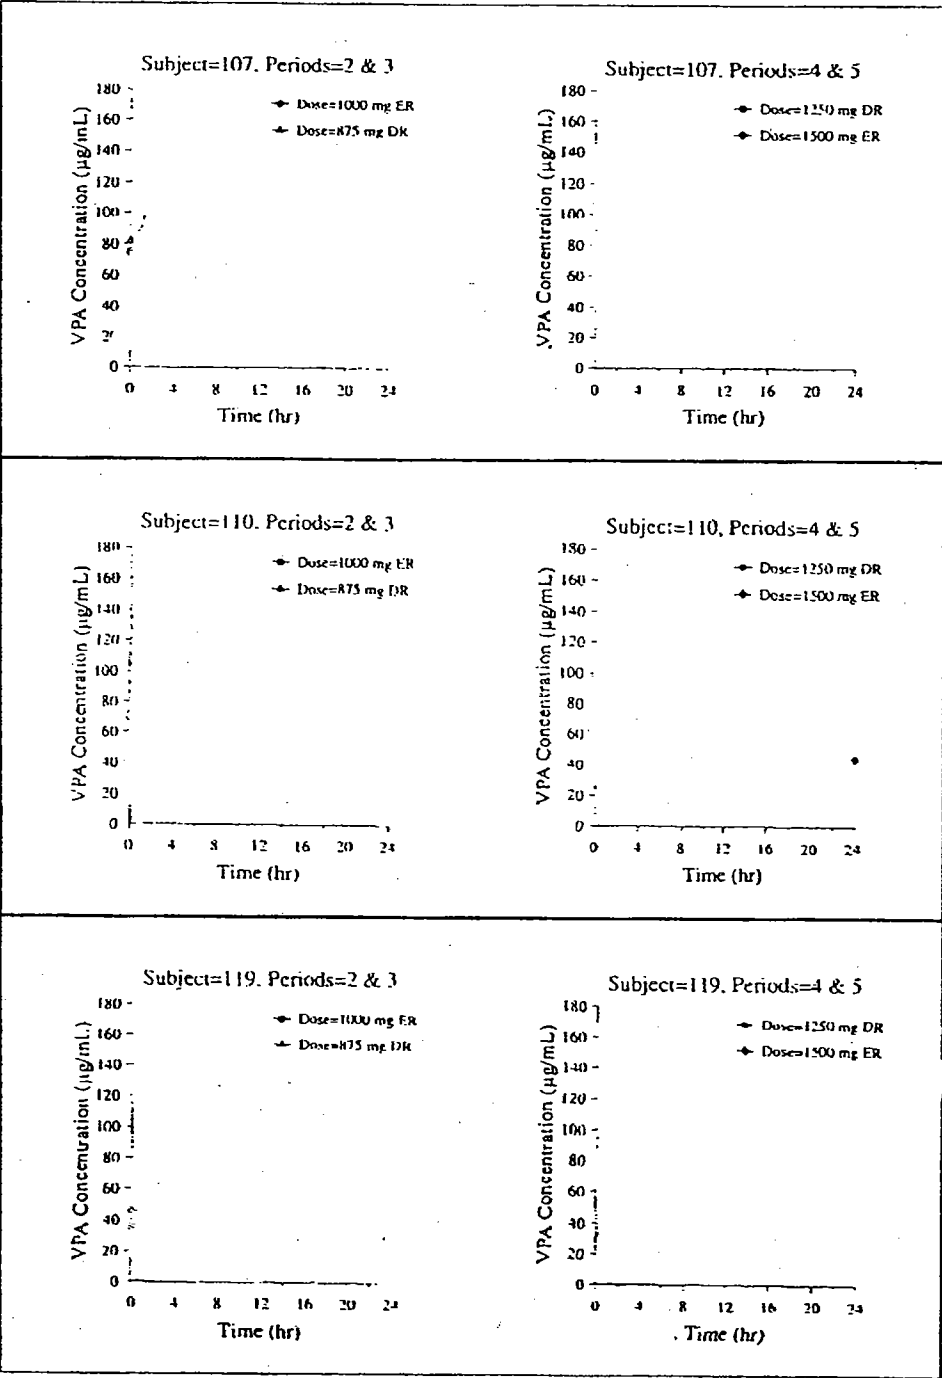 Subject=107. Periods=2 & 3
Dose=1000 mg ER
Dose=875 mg DR
VPA Concentration (µg/mL)
180
160
140
120
100
80
60
40
20
0
0 4 8 12 16 20 24
Time (hr)
Subject=107. Periods=4 & 5
Dose=1250 mg DR
Dose=1500 mg ER
VPA Concentration (µg/mL)
180
160
140
120
100
80
60
40
20
0
0 4 8 12 16 20 24
Time (hr)
Subject=110. Periods=2 & 3
Dose=1000 mg ER
Dose=875 mg DR
VPA Concentration (µg/mL)
180
160
140
120
100
80
60
40
20
0
0 4 8 12 16 20 24
Time (hr)
Subject=110, Periods=4 & 5
Dose=1250 mg DR
Dose=1500 mg ER
VPA Concentration (µg/mL)
180
160
140
120
100
80
60
40
20
0
0 4 8 12 16 20 24
Time (hr)
Subject=119. Periods=2 & 3
Dose=1000 mg ER
Dose=875 mg DR
VPA Concentration (µg/mL)
180
160
140
120
100
80
60
40
20
0
0 4 8 12 16 20 24
Time (hr)
Subject=119. Periods=4 & 5
Dose=1250 mg DR
Dose=1500 mg ER
VPA Concentration (µg/mL)
180
160
140
120
100
80
60
40
20
0
0 4 8 12 16 20 24
Time (hr)